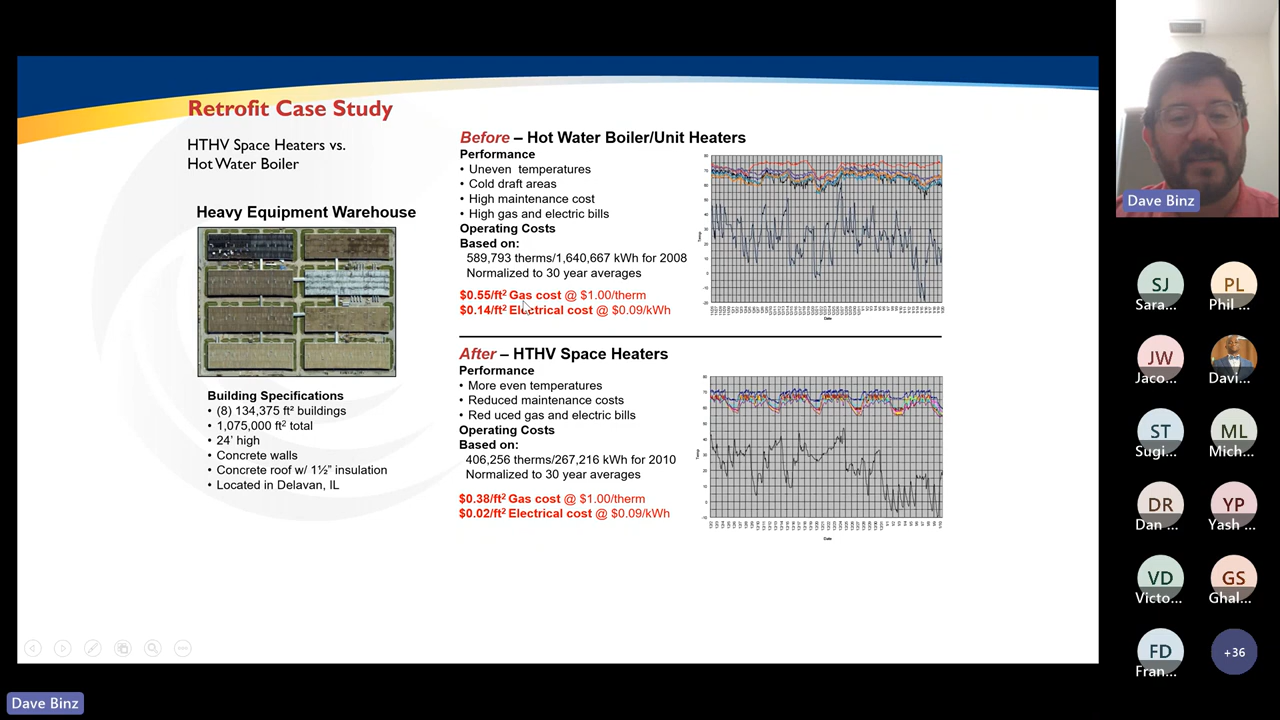 Retrofit Case Study
HTHV Space Heaters vs.
Hot Water Boiler
Heavy Equipment Warehouse
Building Specifications
• (8) 134,375 ft² buildings
• 1,075,000 ft² total
• 24' high
• Concrete walls
• Concrete roof w/ 1½" insulation
• Located in Delavan, IL
Before – Hot Water Boiler/Unit Heaters
Performance
• Uneven temperatures
• Cold draft areas
• High maintenance cost
• High gas and electric bills
Operating Costs
Based on:
589,793 therms/1,640,667 kWh for 2008
Normalized to 30 year averages
$0.55/ft² Gas cost @ $1.00/therm
$0.14/ft² Electrical cost @ $0.09/kWh
After – HTHV Space Heaters
Performance
• More even temperatures
• Reduced maintenance costs
• Red uced gas and electric bills
Operating Costs
Based on:
406,256 therms/267,216 kWh for 2010
Normalized to 30 year averages
$0.38/ft² Gas cost @ $1.00/therm
$0.02/ft² Electrical cost @ $0.09/kWh
Date
Date
Dave Binz
SJ
Sara...
PL
Phil ...
JW
Jaco...
Davi...
ST
Sugi...
ML
Mich...
DR
Dan ...
YP
Yash ...
VD
Victo...
GS
Ghal...
FD
Fran...
+36
Dave Binz